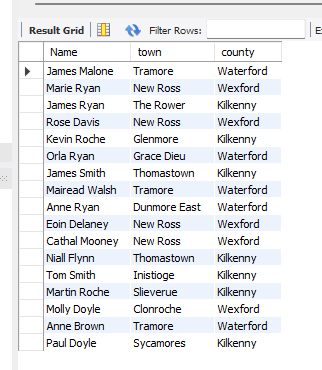 Result Grid Filter Rows: E
Name town county
James Malone Tramore Waterford
Marie Ryan New Ross Wexford
James Ryan The Rower Kilkenny
Rose Davis New Ross Wexford
Kevin Roche Glenmore Kilkenny
Orla Ryan Grace Dieu Waterford
James Smith Thomastown Kilkenny
Mairead Walsh Tramore Waterford
Anne Ryan Dunmore East Waterford
Eoin Delaney New Ross Wexford
Cathal Mooney New Ross Wexford
Niall Flynn Thomastown Kilkenny
Tom Smith Inistioge Kilkenny
Martin Roche Slieverue Kilkenny
Molly Doyle Clonroche Wexford
Anne Brown Tramore Waterford
Paul Doyle Sycamores Kilkenny